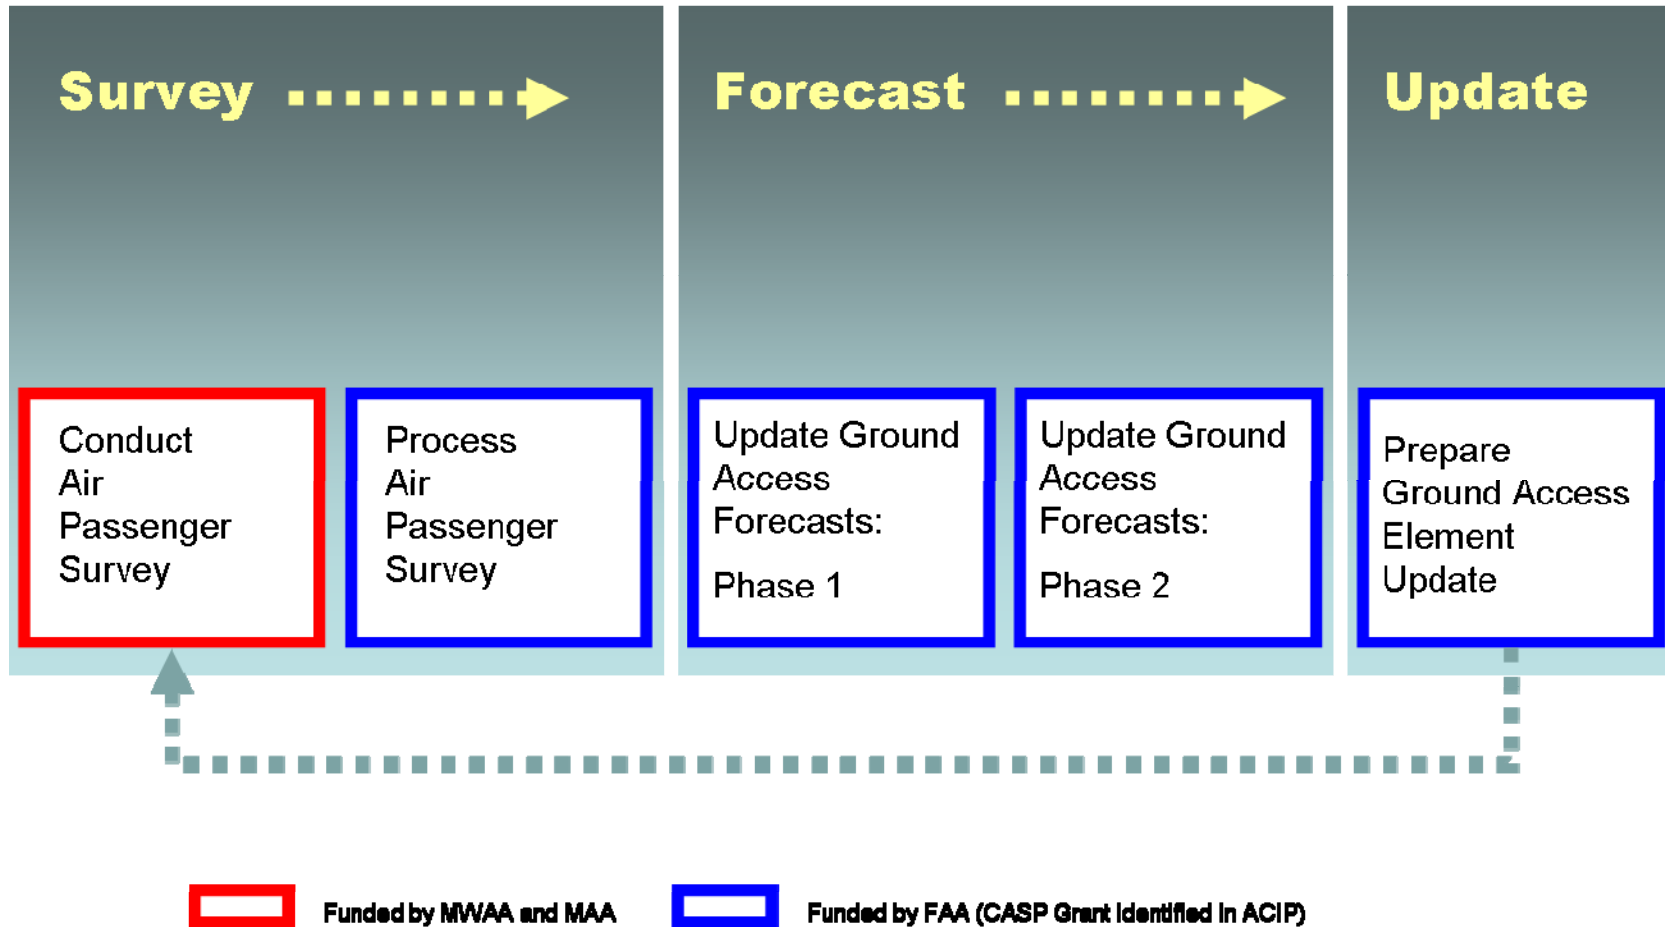 Survey
Forecast
Update
Conduct
Air
Passenger
Survey
Process
Air
Passenger
Survey
Update Ground
Access
Forecasts:
Phase 1
Update Ground
Access
Forecasts:
Phase 2
Prepare
Ground Access
Element
Update
Funded by MWAA and MAA
Funded by FAA (CASP Grant Identified in ACIP)